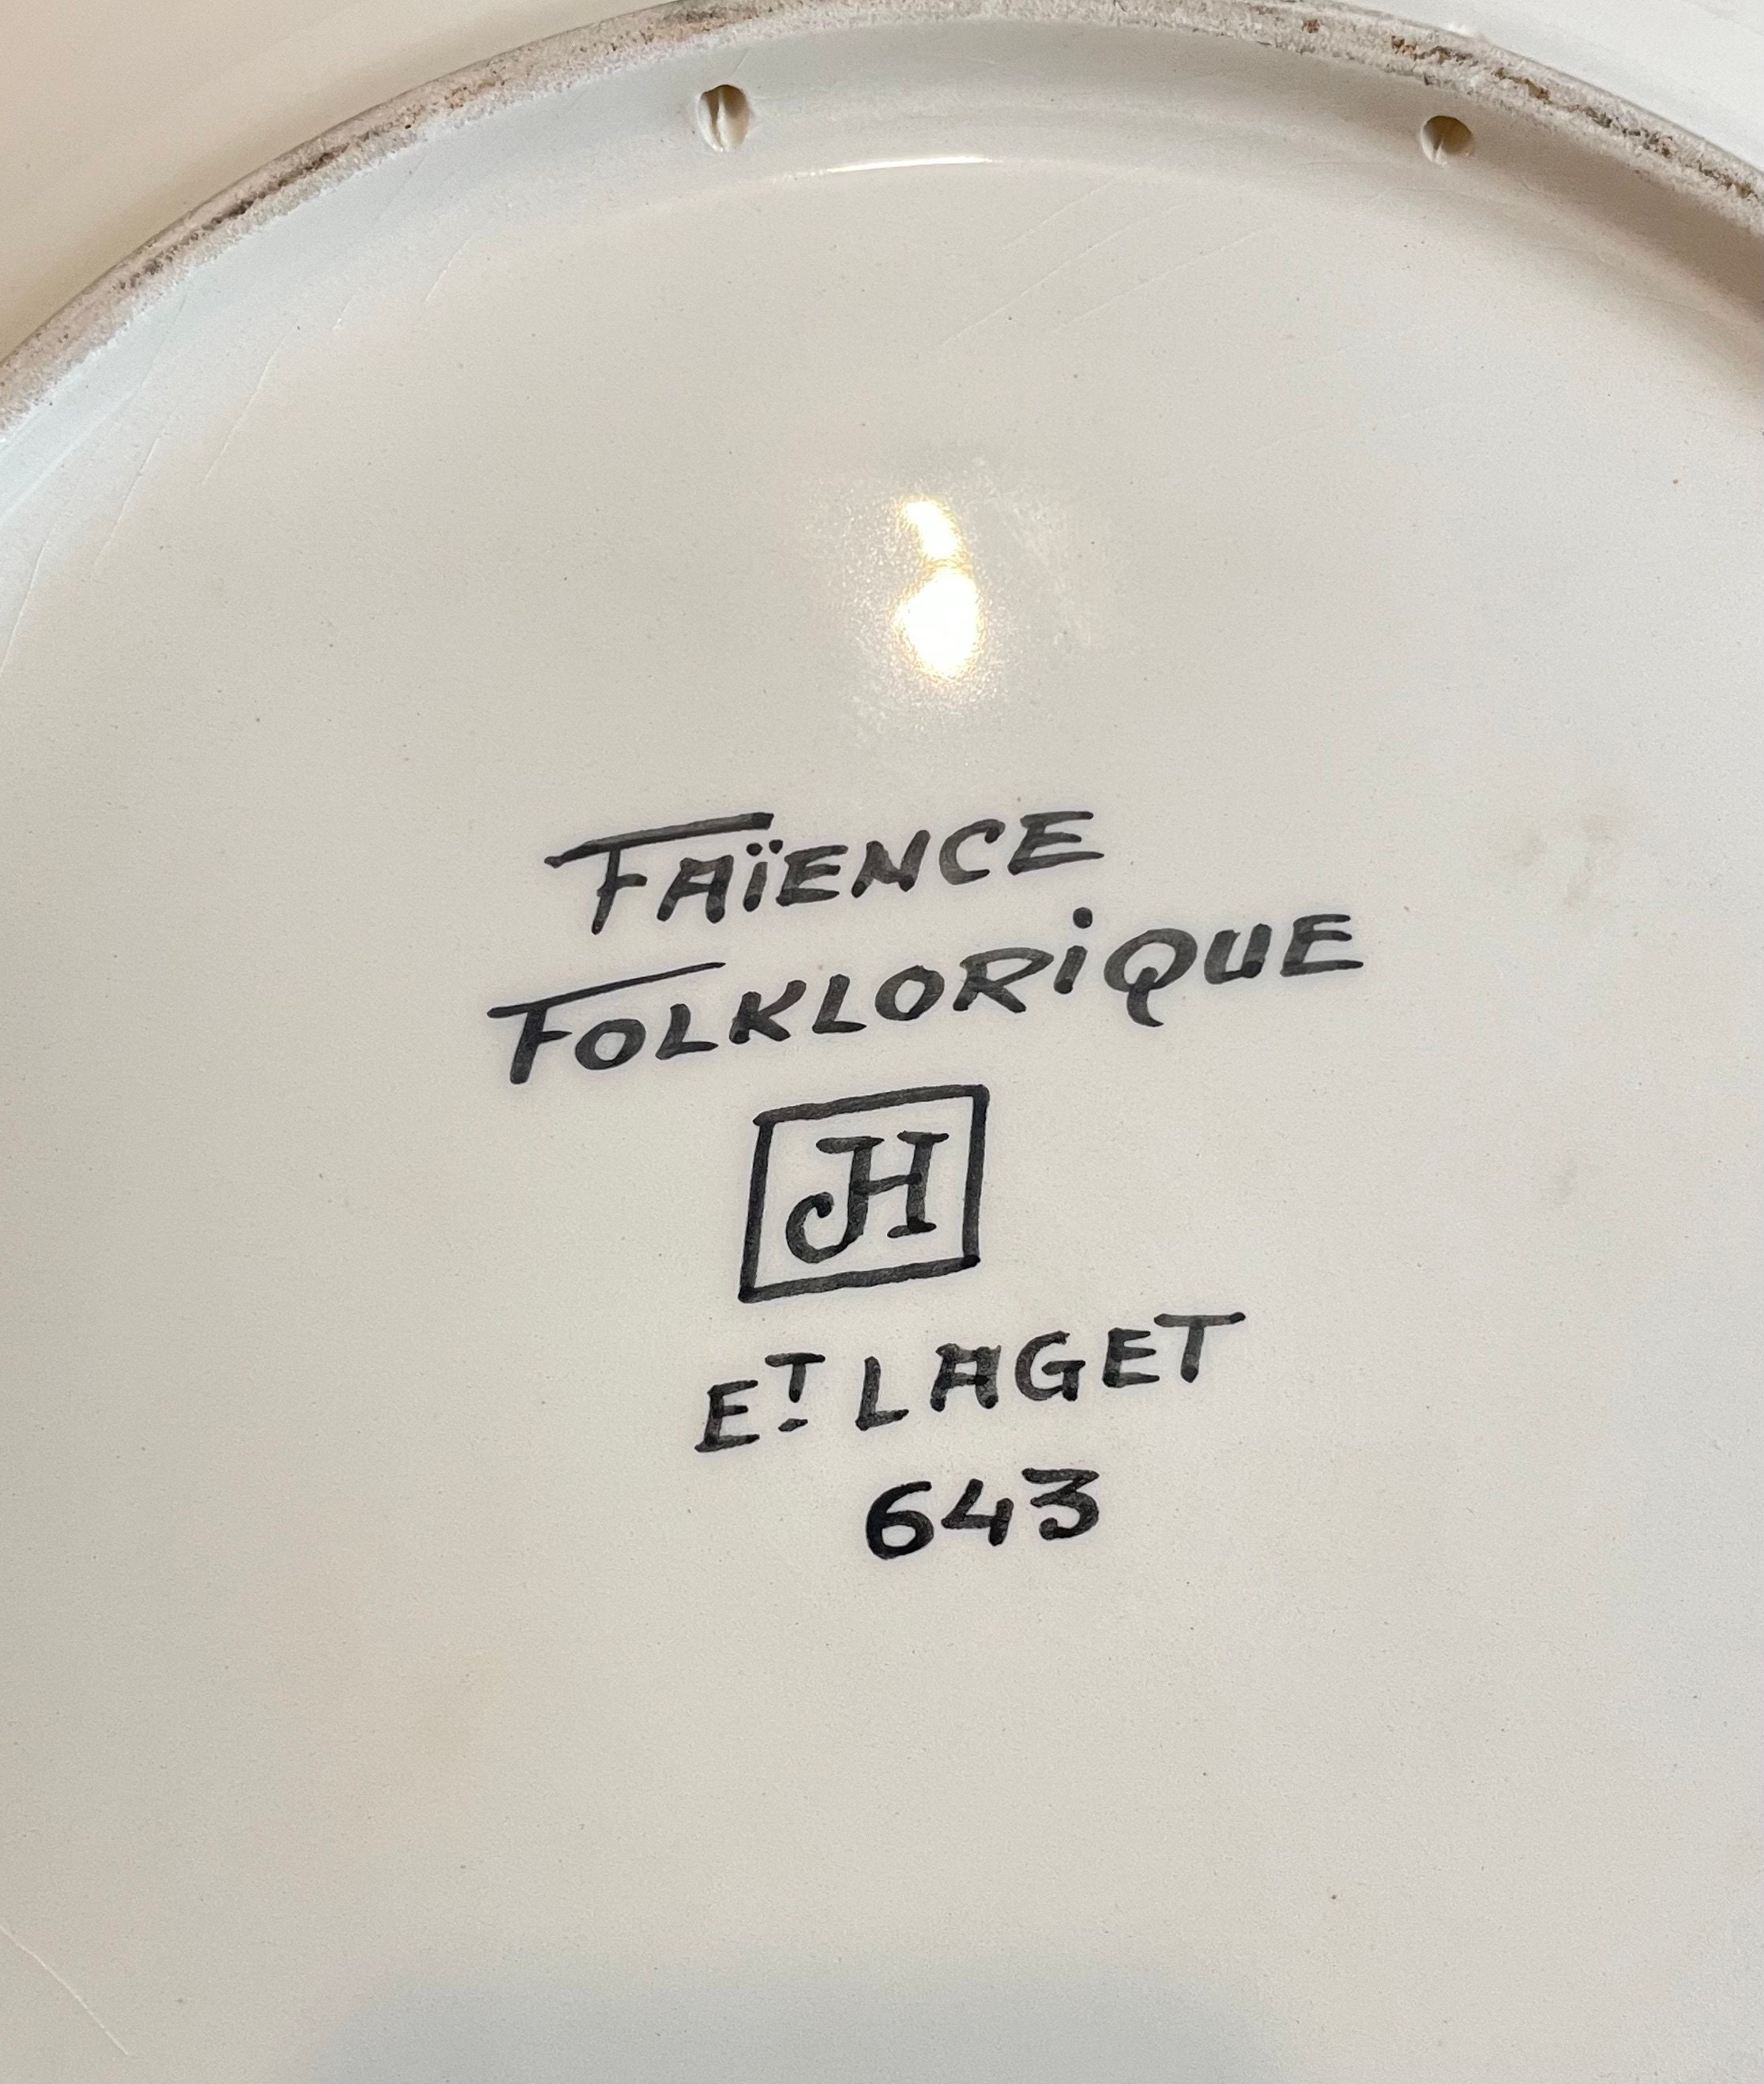 FAÏENCE
FOLKLORiQUE
JH
ET LAGET
643